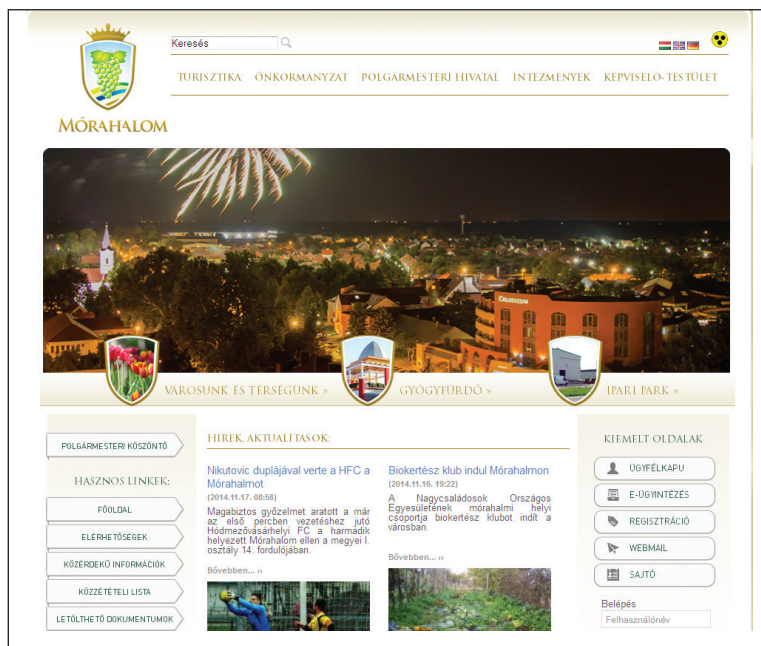 Keresés
TURISZTIKA ÖNKORMANYZAT POLGÁRMESTERI HIVATAL INTÉZMÉNYEK KÉPVISELŐ-TESTÜLET
MÓRAHALOM
COLOSSEUM
VÁROSUNK ÉS TÉRSÉGÜNK »
GYÓGYFÜRDŐ »
IPARI PARK »
POLGÁRMESTERI KÖSZÖNTŐ
HASZNOS LINKEK:
FŐOLDAL
ELÉRHETŐSÉGEK
KÖZÉRDEKŰ INFORMÁCIÓK
KÖZZÉTÉTELI LISTA
LETÖLTHETŐ DOKUMENTUMOK
HÍREK, AKTUALITÁSOK:
Nikutovic duplájával verte a HFC a
Mórahalmot
(2014.11.17. 08:56)
Magabiztos győzelmet aratott a már
az első percben vezetéshez jutó
Hódmezővásárhelyi FC a harmadik
helyezett Mórahalom ellen a megyei I.
osztály 14. fordulójában.
Bővebben... ››
Biokertész klub indul Mórahalmon
(2014.11.16. 19:22)
A Nagycsaládosok Országos
Egyesületének mórahalmi helyi
csoportja biokertész klubot indít a
városban.
Bővebben... ››
KIEMELT OLDALAK
ÜGYFÉLKAPU
E-ÜGYINTÉZÉS
REGISZTRÁCIÓ
WEBMAIL
SAJTÓ
Belépés
Felhasználónév